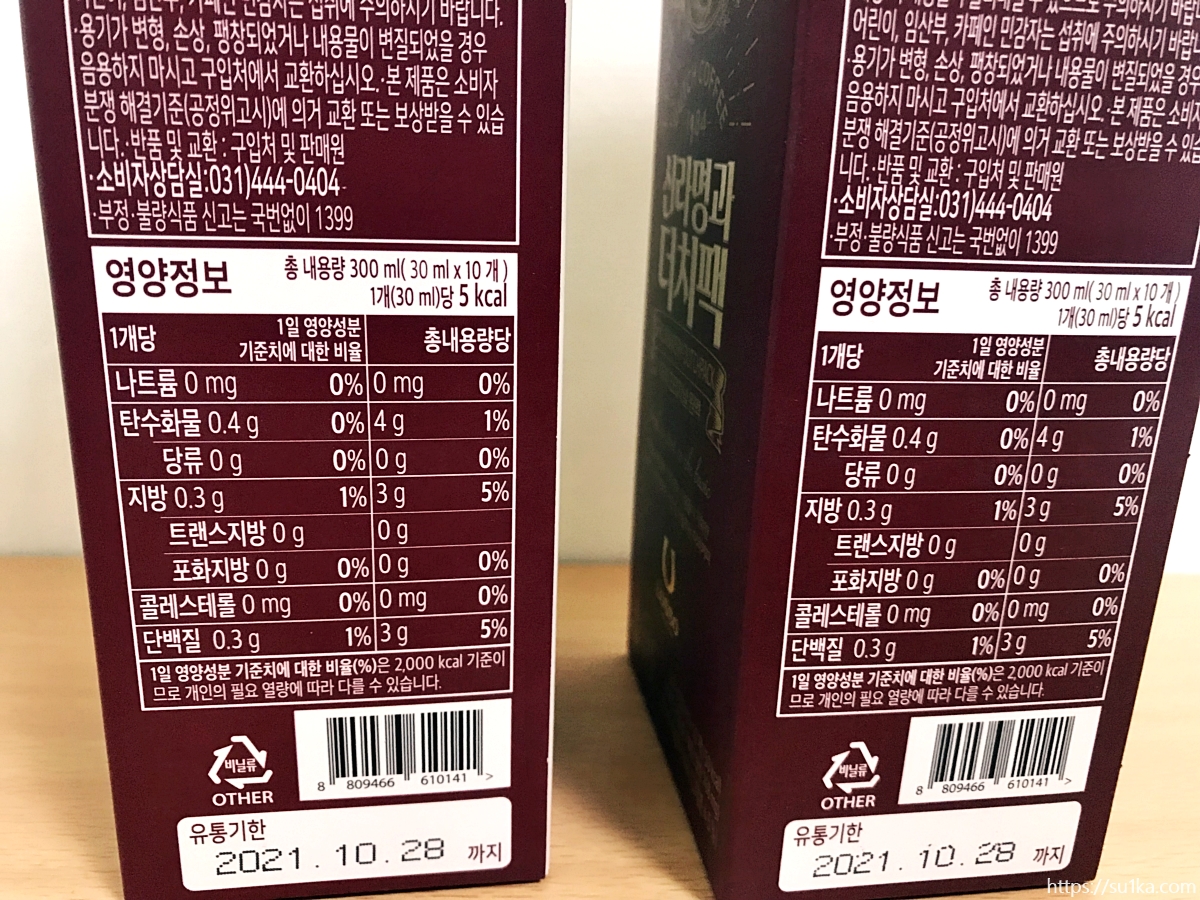 어린이, 임산부, 카페인 민감자는 섭취에 주의하시기 바랍니다.
·용기가 변형, 손상, 팽창되었거나 내용물이 변질되었을 경우
음용하지 마시고 구입처에서 교환하십시오.·본 제품은 소비자
분쟁 해결기준(공정위고시)에 의거 교환 또는 보상받을 수 있습
니다.·반품 및 교환 : 구입처 및 판매원
·소비자상담실:031)444-0404
·부정·불량식품 신고는 국번없이 1399
영양정보
총 내용량 300 ml( 30 ml x 10 개 )
1개(30 ml)당 5 kcal
1개당 1일 영양성분 기준치에 대한 비율 총내용량당
나트륨 0 mg 0% 0 mg 0%
탄수화물 0.4 g 0% 4 g 1%
당류 0 g 0% 0 g 0%
지방 0.3 g 1% 3 g 5%
트랜스지방 0 g 0 g
포화지방 0 g 0% 0 g 0%
콜레스테롤 0 mg 0% 0 mg 0%
단백질 0.3 g 1% 3 g 5%
1일 영양성분 기준치에 대한 비율(%)은 2,000 kcal 기준이
므로 개인의 필요 열량에 따라 다를 수 있습니다.
비닐류
OTHER
8 809466 610141 >
유통기한
2021.10.28 까지
신라명과
더치팩
어린이, 임산부, 카페인 민감자는 섭취에 주의하시기 바랍
·용기가 변형, 손상, 팽창되었거나 내용물이 변질되었을 경우
음용하지 마시고 구입처에서 교환하십시오.·본 제품은 소비자
분쟁 해결기준(공정위고시)에 의거 교환 또는 보상받을 수 있습
니다.·반품 및 교환 : 구입처 및 판매원
·소비자상담실:031)444-0404
·부정·불량식품 신고는 국번없이 1399
영양정보
총 내용량 300 ml( 30 ml x 10 개 )
1개(30 ml)당 5 kcal
1개당 1일 영양성분 기준치에 대한 비율 총내용량당
나트륨 0 mg 0% 0 mg 0%
탄수화물 0.4 g 0% 4 g 1%
당류 0 g 0% 0 g 0%
지방 0.3 g 1% 3 g 5%
트랜스지방 0 g 0 g
포화지방 0 g 0% 0 g 0%
콜레스테롤 0 mg 0% 0 mg 0%
단백질 0.3 g 1% 3 g 5%
1일 영양성분 기준치에 대한 비율(%)은 2,000 kcal 기준이
므로 개인의 필요 열량에 따라 다를 수 있습니다.
비닐류
OTHER
8 809466 610141 >
유통기한
2021.10.28 까지
https://su1ka.com